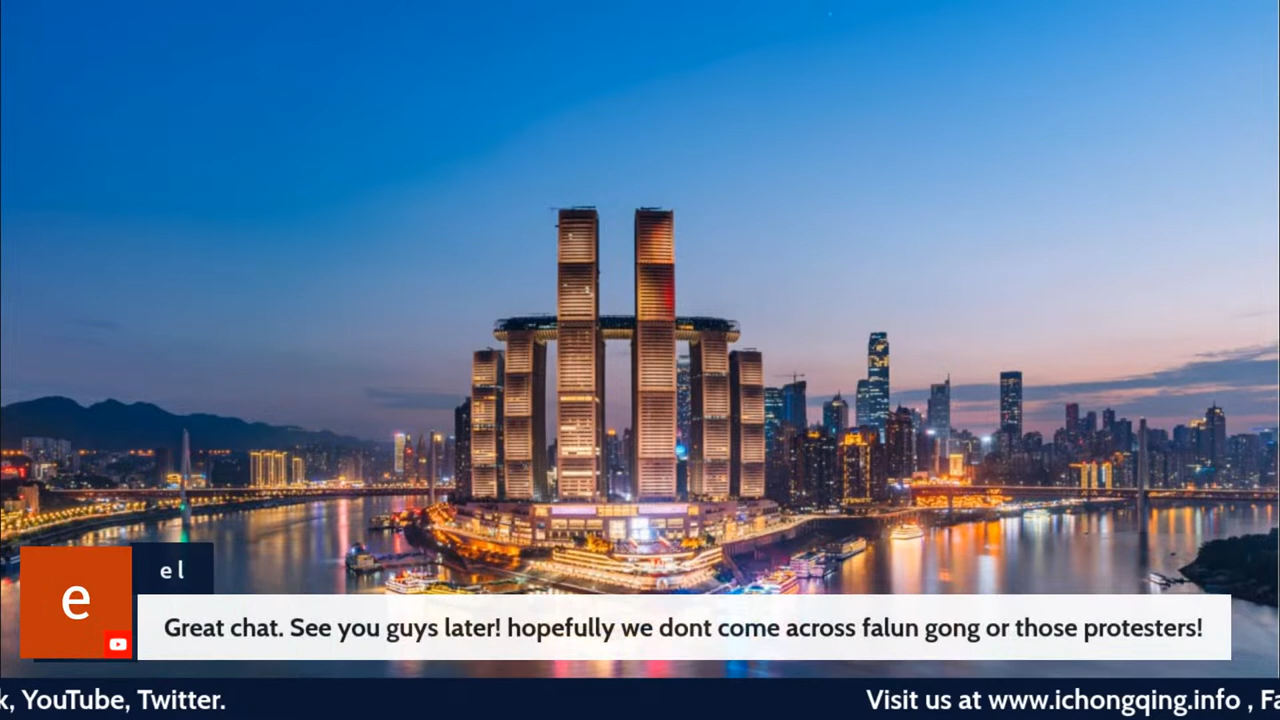 e
e l
Great chat. See you guys later! hopefully we dont come across falun gong or those protesters!
k, YouTube, Twitter.
Visit us at www.ichongqing.info , Fa